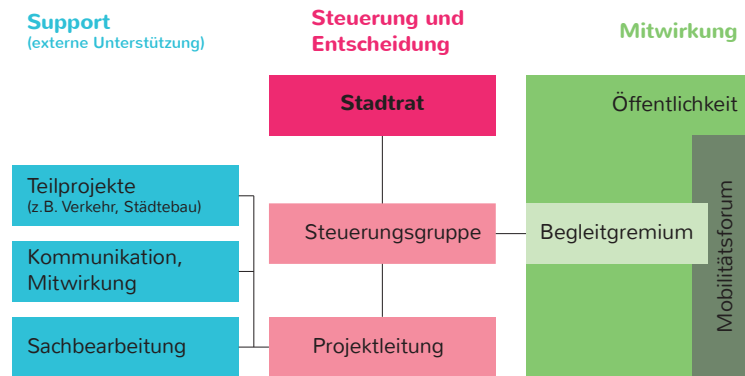 Support
(externe Unterstützung)
Steuerung und
Entscheidung
Mitwirkung
Stadtrat
Öffentlichkeit
Teilprojekte
(z.B. Verkehr, Städtebau)
Steuerungsgruppe
Begleitgremium
Mobilitätsforum
Kommunikation,
Mitwirkung
Sachbearbeitung
Projektleitung